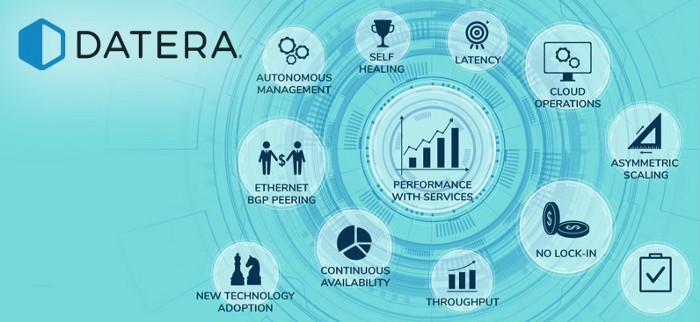 DATERA®
SELF
HEALING
LATENCY
AUTONOMOUS
MANAGEMENT
CLOUD
OPERATIONS
ASYMMETRIC
SCALING
$
ETHERNET
BGP PEERING
PERFORMANCE
WITH SERVICES
$
$
NO LOCK-IN
CONTINUOUS
AVAILABILITY
NEW TECHNOLOGY
ADOPTION
THROUGHPUT